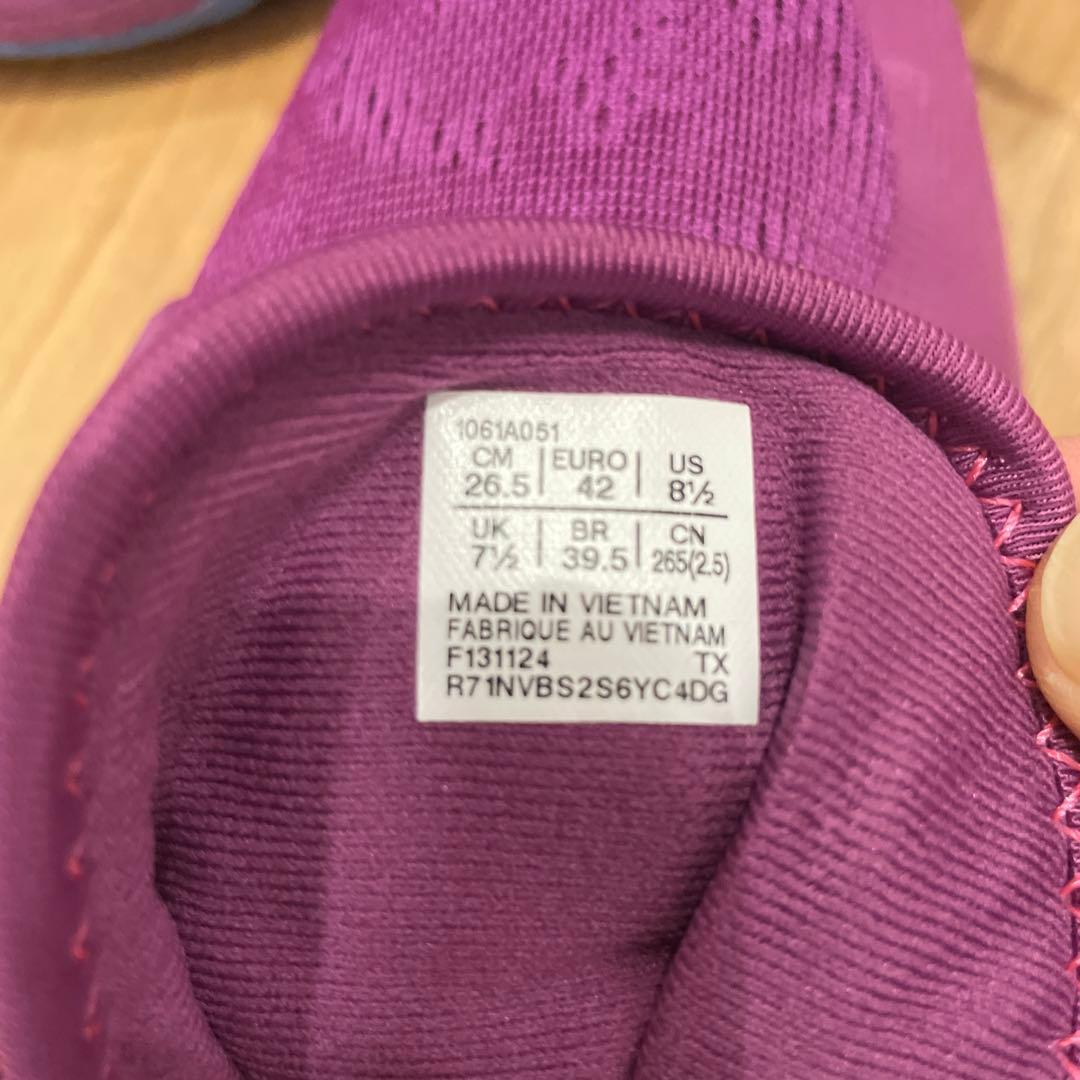 1061A051
CM EURO US
26.5 42 8½
UK BR CN
7½ 39.5 265(2.5)
MADE IN VIETNAM
FABRIQUE AU VIETNAM
F131124 TX
R71NVBS2S6YC4DG